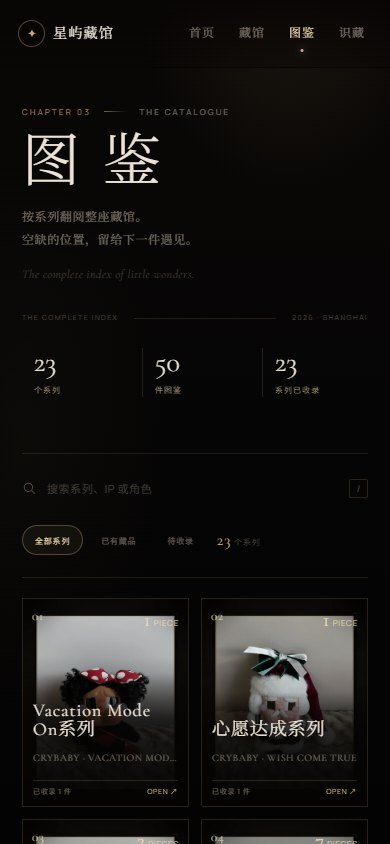 星屿藏馆
首页 藏馆 图鉴 识藏
CHAPTER 03 THE CATALOGUE
图鉴
按系列翻阅整座藏馆。
空缺的位置，留给下一件遇见。
The complete index of little wonders.
THE COMPLETE INDEX 2026 · SHANGHAI
23 50 23
个系列 件图鉴 系列已收录
搜索系列、IP 或角色 /
全部系列 已有藏品 待收录 23 个系列
01 1 PIECE
Vacation Mode
On系列
CRYBABY · VACATION MOD...
已收录 1 件 OPEN ↗
02 1 PIECE
心愿达成系列
CRYBABY · WISH COME TRUE
已收录 1 件 OPEN ↗
03 PIECE
04 7 PIECES